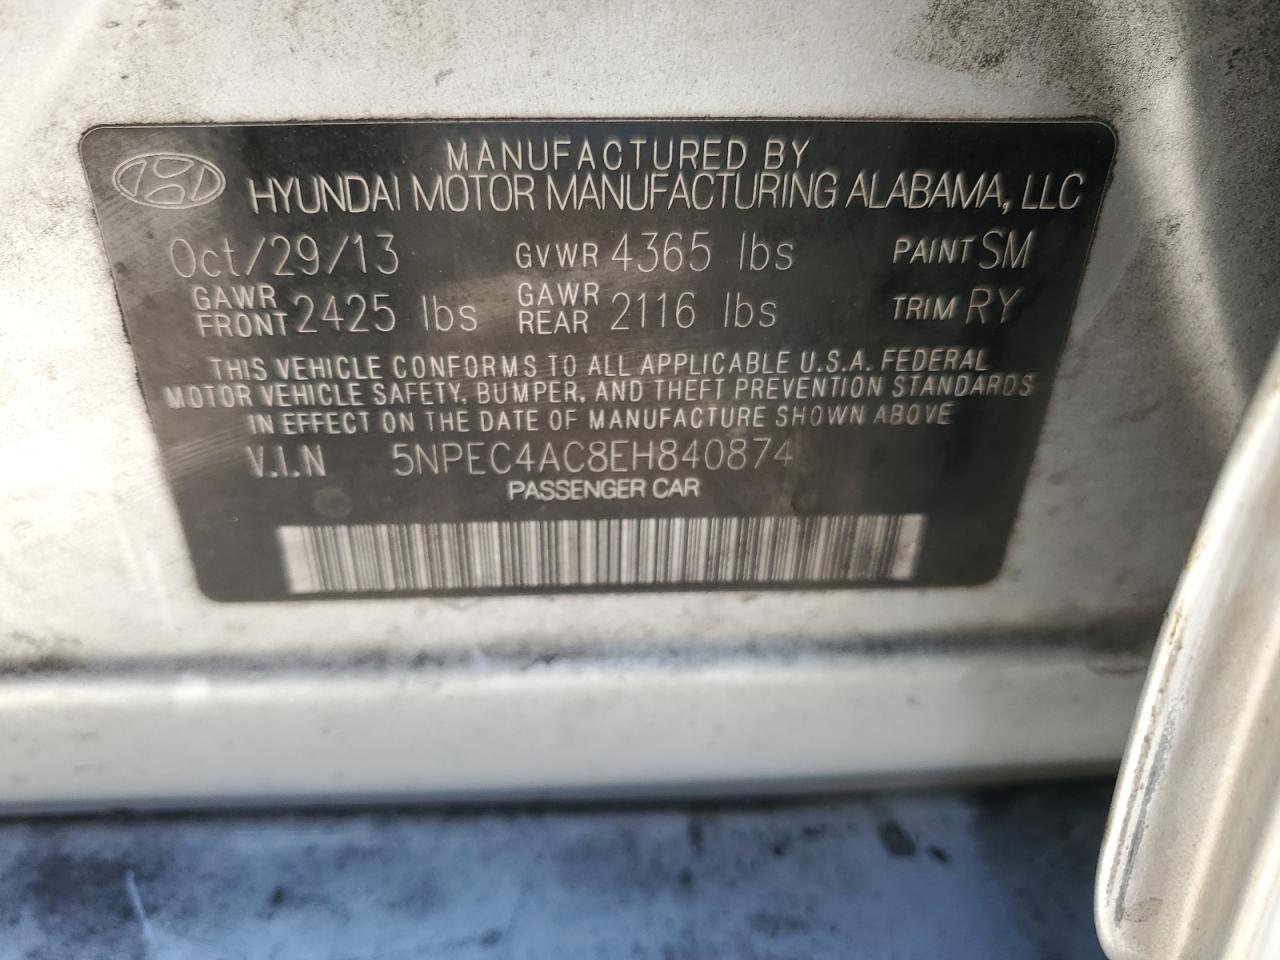 MANUFACTURED BY
HYUNDAI MOTOR MANUFACTURING ALABAMA, LLC
Oct/29/13 GVWR 4365 lbs PAINT SM
GAWR FRONT 2425 lbs GAWR REAR 2116 lbs TRIM RY
THIS VEHICLE CONFORMS TO ALL APPLICABLE U.S.A. FEDERAL
MOTOR VEHICLE SAFETY, BUMPER, AND THEFT PREVENTION STANDARDS
IN EFFECT ON THE DATE OF MANUFACTURE SHOWN ABOVE
V.I.N 5NPEC4AC8EH840874
PASSENGER CAR